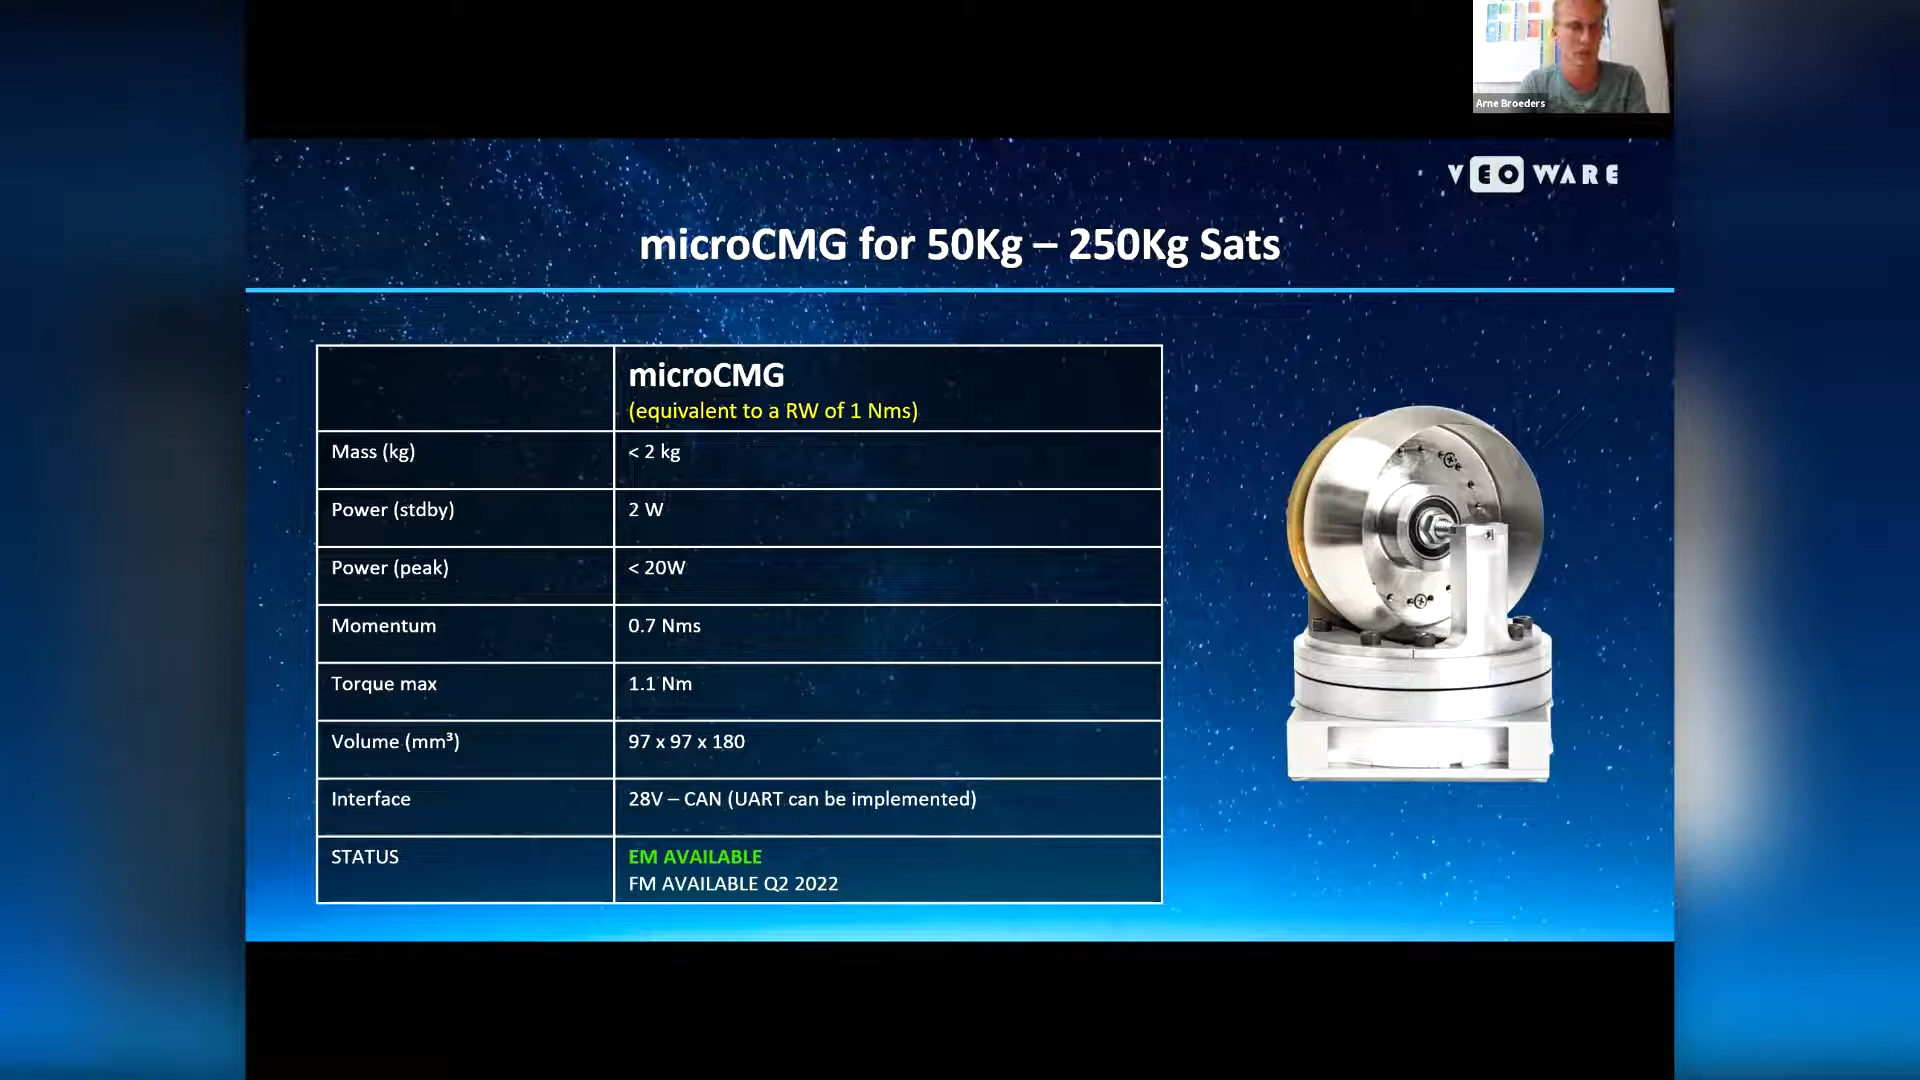 Arne Broeders
VEOWARE
microCMG for 50Kg – 250Kg Sats
microCMG
(equivalent to a RW of 1 Nms)
Mass (kg)
< 2 kg
Power (stdby)
2 W
Power (peak)
< 20W
Momentum
0.7 Nms
Torque max
1.1 Nm
Volume (mm³)
97 x 97 x 180
Interface
28V – CAN (UART can be implemented)
STATUS
EM AVAILABLE
FM AVAILABLE Q2 2022